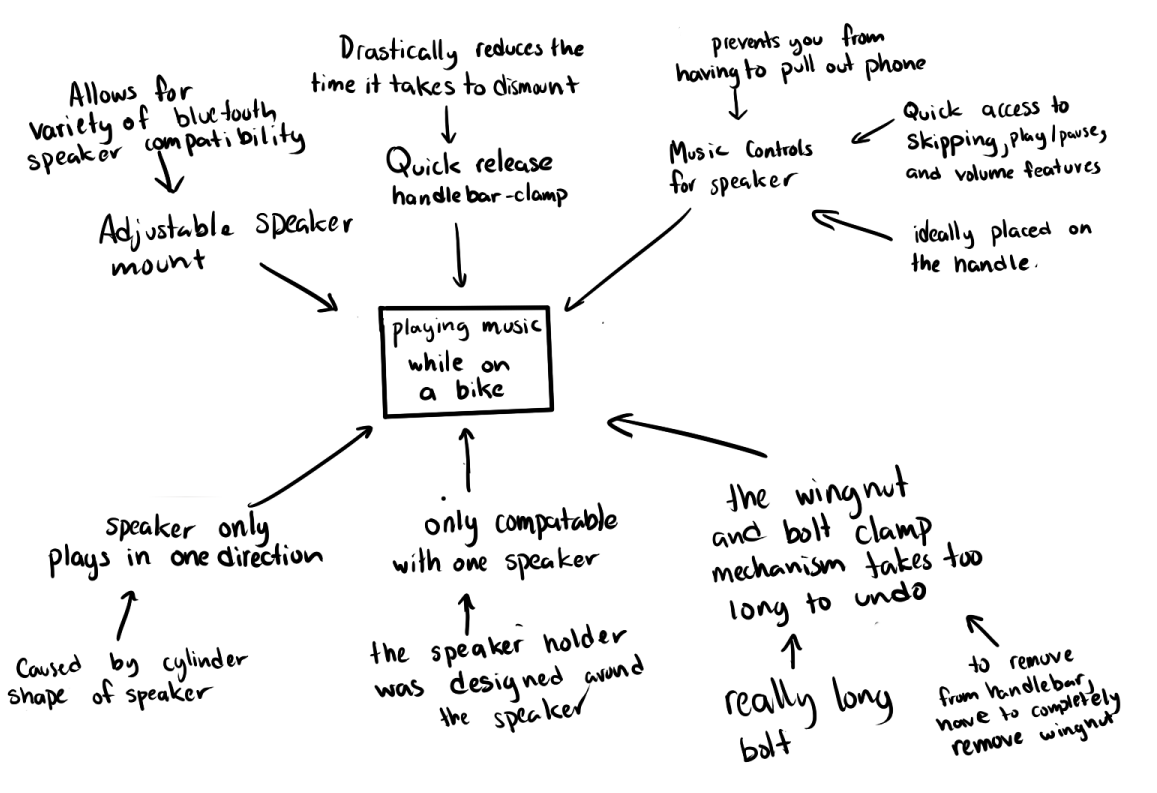 Allows for
variety of bluetooth
speaker compatibility
Adjustable speaker
mount
Drastically reduces the
time it takes to dismount
Quick release
handlebar-clamp
prevents you from
having to pull out phone
Music Controls
for speaker
Quick access to
skipping, play/pause,
and volume features
ideally placed on
the handle.
playing music
while on
a bike
speaker only
plays in one direction
Caused by cylinder
shape of speaker
only compatable
with one speaker
the speaker holder
was designed around
the speaker
the wingnut
and bolt clamp
mechanism takes too
long to undo
really long
bolt
to remove
from handlebar,
have to completely
remove wingnut